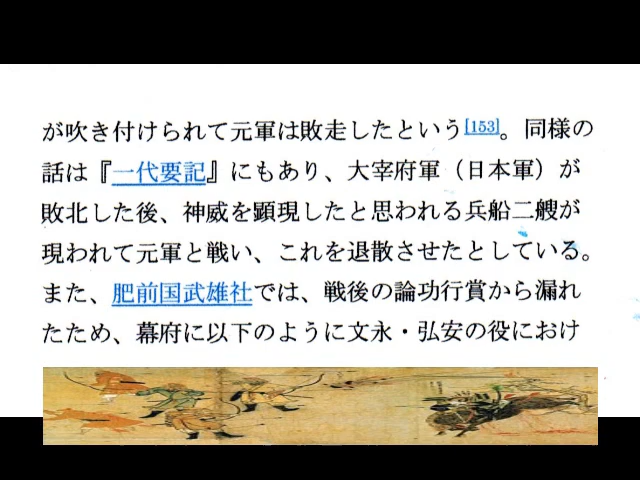 が吹き付けられて元軍は敗走したという[153]。同様の
話は『一代要記』にもあり、大宰府軍（日本軍）が
敗北した後、神威を顕現したと思われる兵船二艘が
現われて元軍と戦い、これを退散させたとしている。
また、肥前国武雄社では、戦後の論功行賞から漏れ
たため、幕府に以下のように文永・弘安の役におけ